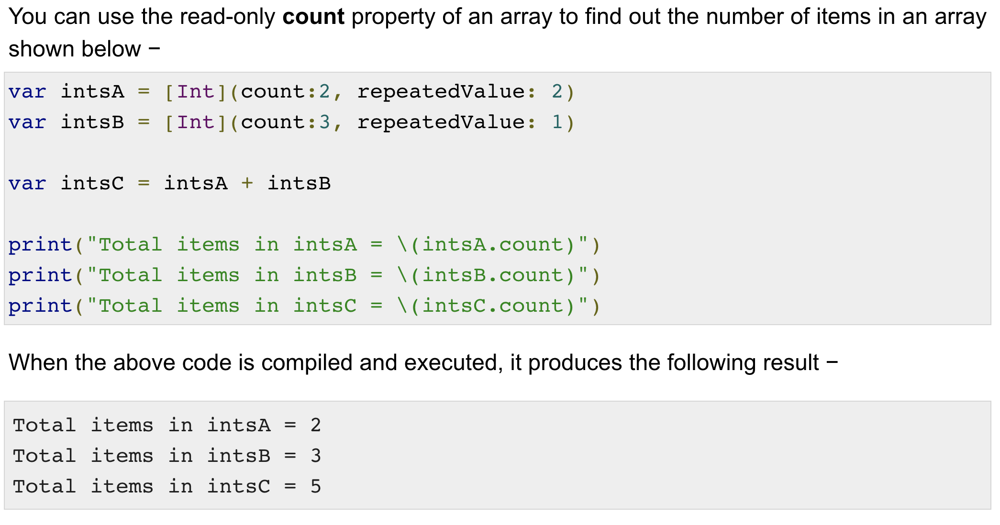 You can use the read-only count property of an array to find out the number of items in an array
shown below −
var intsA = [Int](count:2, repeatedValue: 2)
var intsB = [Int](count:3, repeatedValue: 1)
var intsC = intsA + intsB
print("Total items in intsA = \(intsA.count)")
print("Total items in intsB = \(intsB.count)")
print("Total items in intsC = \(intsC.count)")
When the above code is compiled and executed, it produces the following result −
Total items in intsA = 2
Total items in intsB = 3
Total items in intsC = 5